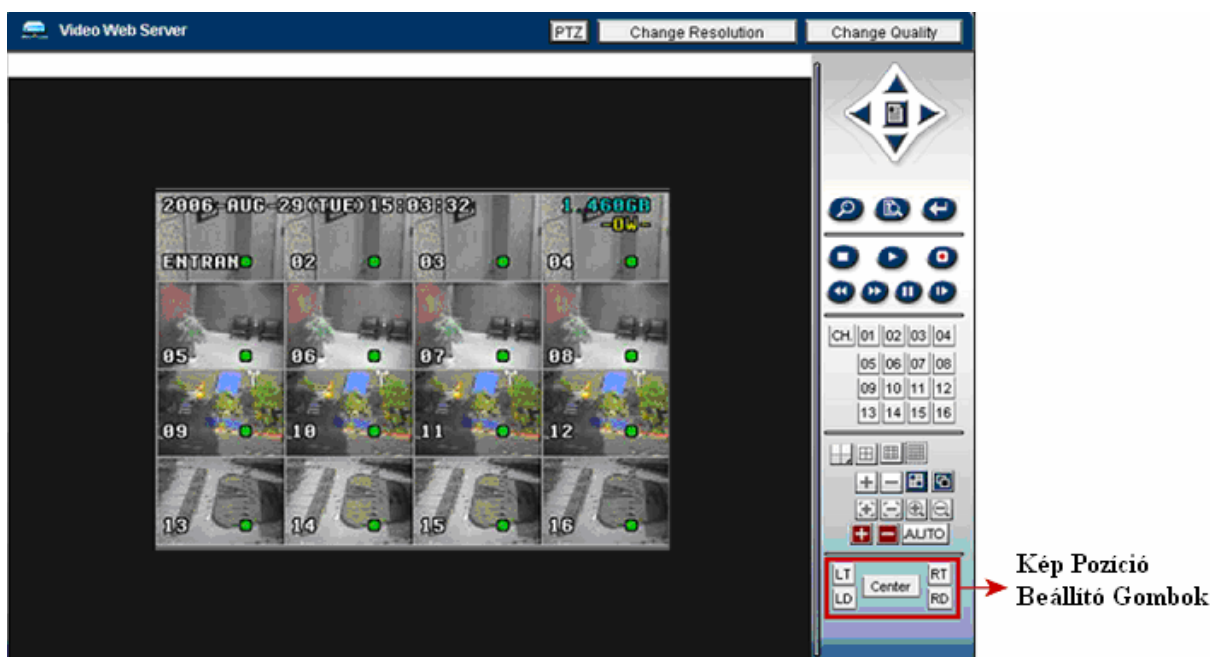 Video Web Server
PTZ
Change Resolution
Change Quality
2006-AUG-29(TUE)15:03:32
1.460GB
-OW-
ENTRAN
02
03
04
05
06
07
08
09
10
11
12
13
14
15
16
CH. 01 02 03 04
05 06 07 08
09 10 11 12
13 14 15 16
AUTO
LT
Center
RT
LD
RD
Kép Pozíció
Beállító Gombok